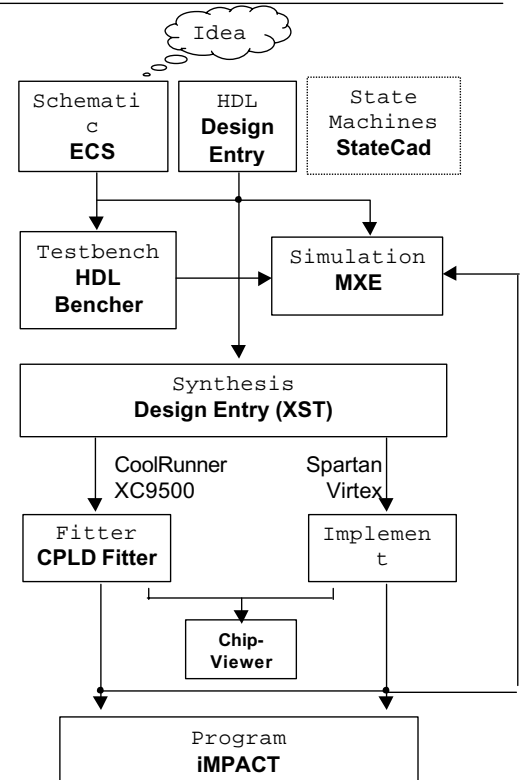 Idea
Schemati
c
ECS
HDL
Design
Entry
State
Machines
StateCad
Testbench
HDL
Bencher
Simulation
MXE
Synthesis
Design Entry (XST)
CoolRunner
XC9500
Spartan
Virtex
Fitter
CPLD Fitter
Implemen
t
Chip-
Viewer
Program
iMPACT